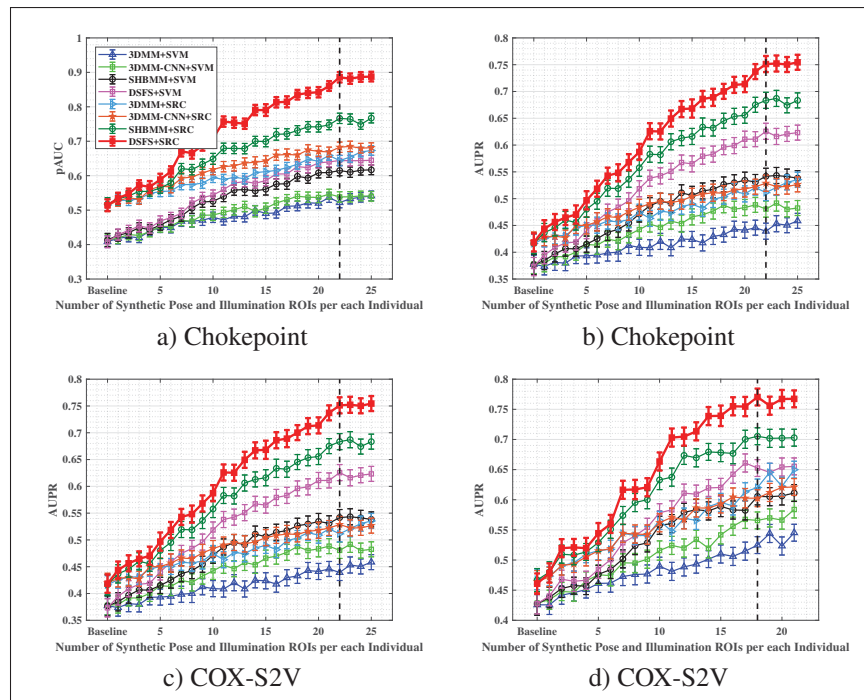 1
0.9
0.8
0.7
0.6
0.5
0.4
0.3
pAUC
3DMM+SVM
3DMM-CNN+SVM
SHBMM+SVM
DSFS+SVM
3DMM+SRC
3DMM-CNN+SRC
SHBMM+SRC
DSFS+SRC
Baseline 5 10 15 20 25
Number of Synthetic Pose and Illumination ROIs per each Individual
a) Chokepoint
0.8
0.75
0.7
0.65
0.6
0.55
0.5
0.45
0.4
0.35
AUPR
Baseline 5 10 15 20 25
Number of Synthetic Pose and Illumination ROIs per each Individual
b) Chokepoint
0.8
0.75
0.7
0.65
0.6
0.55
0.5
0.45
0.4
0.35
AUPR
Baseline 5 10 15 20 25
Number of Synthetic Pose and Illumination ROIs per each Individual
c) COX-S2V
0.8
0.75
0.7
0.65
0.6
0.55
0.5
0.45
0.4
AUPR
Baseline 5 10 15 20
Number of Synthetic Pose and Illumination ROIs per each Individual
d) COX-S2V